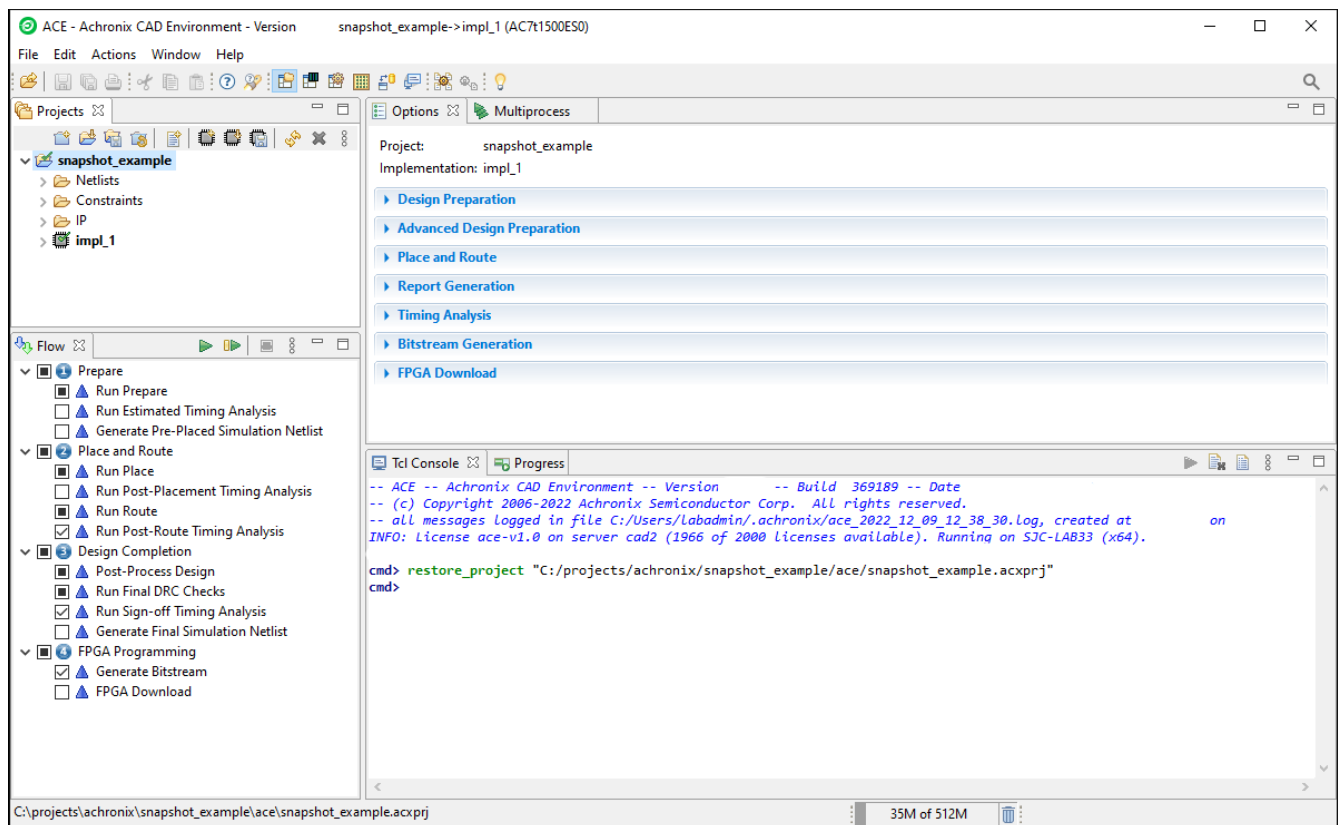 ACE - Achronix CAD Environment - Version snapshot_example->impl_1 (AC7t1500ES0)
File Edit Actions Window Help
Projects
snapshot_example
Netlists
Constraints
IP
impl_1
Options Multiprocess
Project: snapshot_example
Implementation: impl_1
Design Preparation
Advanced Design Preparation
Place and Route
Report Generation
Timing Analysis
Bitstream Generation
FPGA Download
Flow
1 Prepare
Run Prepare
Run Estimated Timing Analysis
Generate Pre-Placed Simulation Netlist
2 Place and Route
Run Place
Run Post-Placement Timing Analysis
Run Route
Run Post-Route Timing Analysis
3 Design Completion
Post-Process Design
Run Final DRC Checks
Run Sign-off Timing Analysis
Generate Final Simulation Netlist
4 FPGA Programming
Generate Bitstream
FPGA Download
Tcl Console Progress
-- ACE -- Achronix CAD Environment -- Version -- Build 369189 -- Date
-- (c) Copyright 2006-2022 Achronix Semiconductor Corp. All rights reserved.
-- all messages logged in file C:/Users/labadmin/.achronix/ace_2022_12_09_12_38_30.log, created at on
INFO: License ace-v1.0 on server cad2 (1966 of 2000 licenses available). Running on SJC-LAB33 (x64).
cmd> restore_project "C:/projects/achronix/snapshot_example/ace/snapshot_example.acxprj"
cmd>
C:\projects\achronix\snapshot_example\ace\snapshot_example.acxprj 35M of 512M